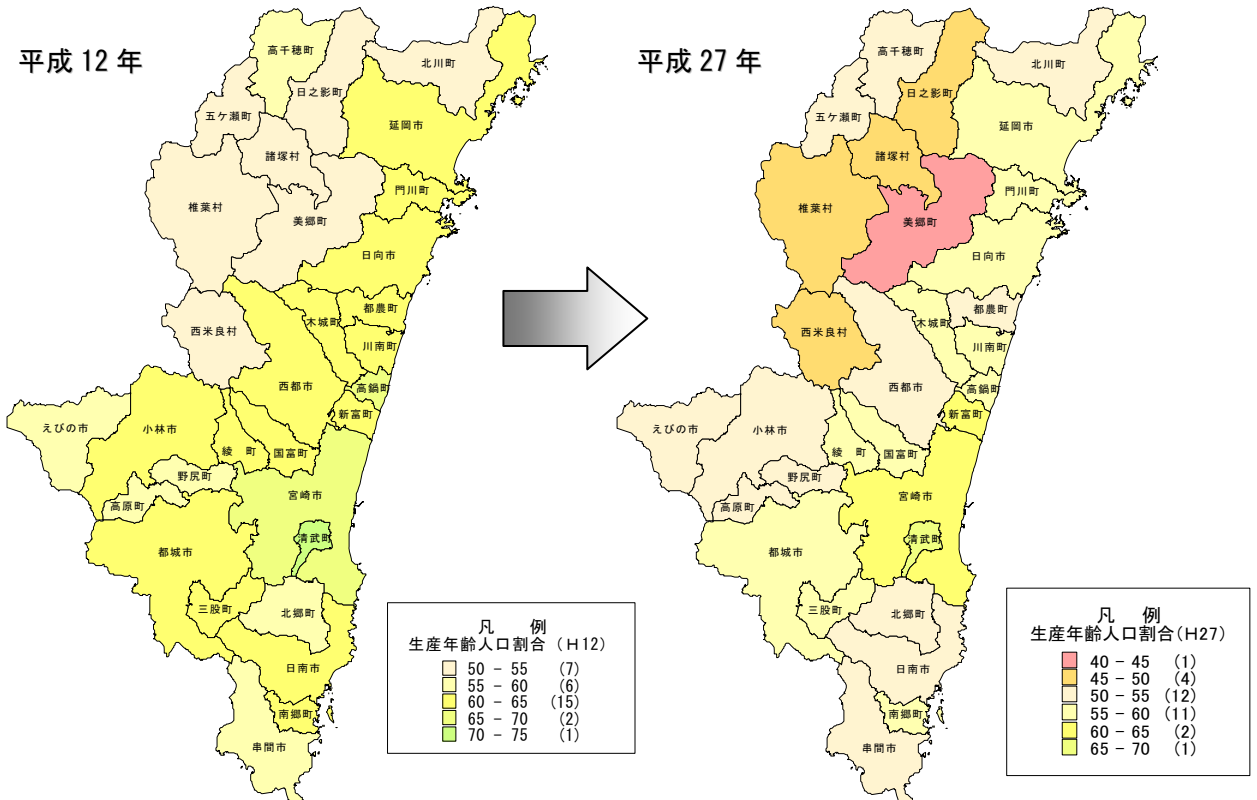 平成 12 年
高千穂町
北川町
日之影町
五ケ瀬町
延岡市
諸塚村
門川町
椎葉村
美郷町
日向市
西米良村
木城町
都農町
川南町
西都市
高鍋町
新富町
えびの市
小林市
綾 町
国富町
野尻町
高原町
宮崎市
清武町
都城市
三股町
北郷町
日南市
南郷町
串間市
凡 例
生産年齢人口割合 (H12)
50 - 55 (7)
55 - 60 (6)
60 - 65 (15)
65 - 70 (2)
70 - 75 (1)
平成 27 年
高千穂町
北川町
日之影町
五ケ瀬町
延岡市
諸塚村
門川町
椎葉村
美郷町
日向市
西米良村
木城町
都農町
川南町
西都市
高鍋町
新富町
えびの市
小林市
綾 町
国富町
野尻町
高原町
宮崎市
清武町
都城市
三股町
北郷町
日南市
南郷町
串間市
凡 例
生産年齢人口割合(H27)
40 - 45 (1)
45 - 50 (4)
50 - 55 (12)
55 - 60 (11)
60 - 65 (2)
65 - 70 (1)